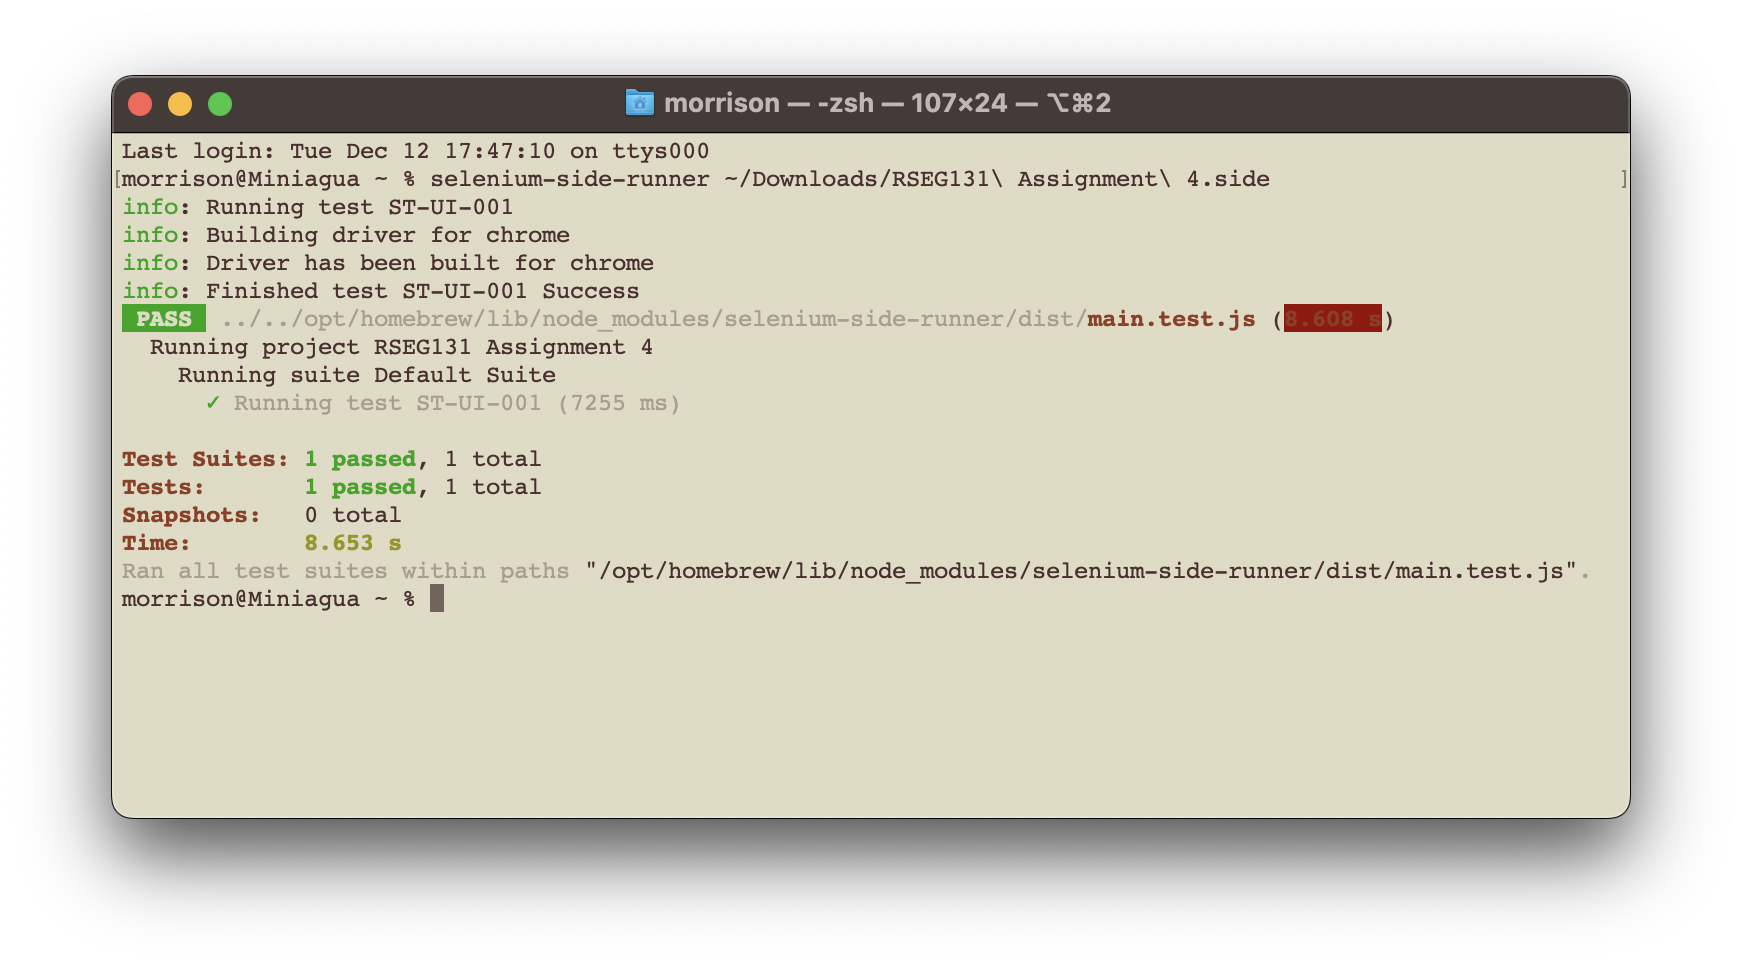 morrison — -zsh — 107×24 — ⌥⌘2
Last login: Tue Dec 12 17:47:10 on ttys000
[morrison@Miniagua ~ % selenium-side-runner ~/Downloads/RSEG131\ Assignment\ 4.side ]
info: Running test ST-UI-001
info: Building driver for chrome
info: Driver has been built for chrome
info: Finished test ST-UI-001 Success
PASS ../../opt/homebrew/lib/node_modules/selenium-side-runner/dist/main.test.js (8.608 s)
Running project RSEG131 Assignment 4
Running suite Default Suite
✓ Running test ST-UI-001 (7255 ms)
Test Suites: 1 passed, 1 total
Tests: 1 passed, 1 total
Snapshots: 0 total
Time: 8.653 s
Ran all test suites within paths "/opt/homebrew/lib/node_modules/selenium-side-runner/dist/main.test.js".
morrison@Miniagua ~ %